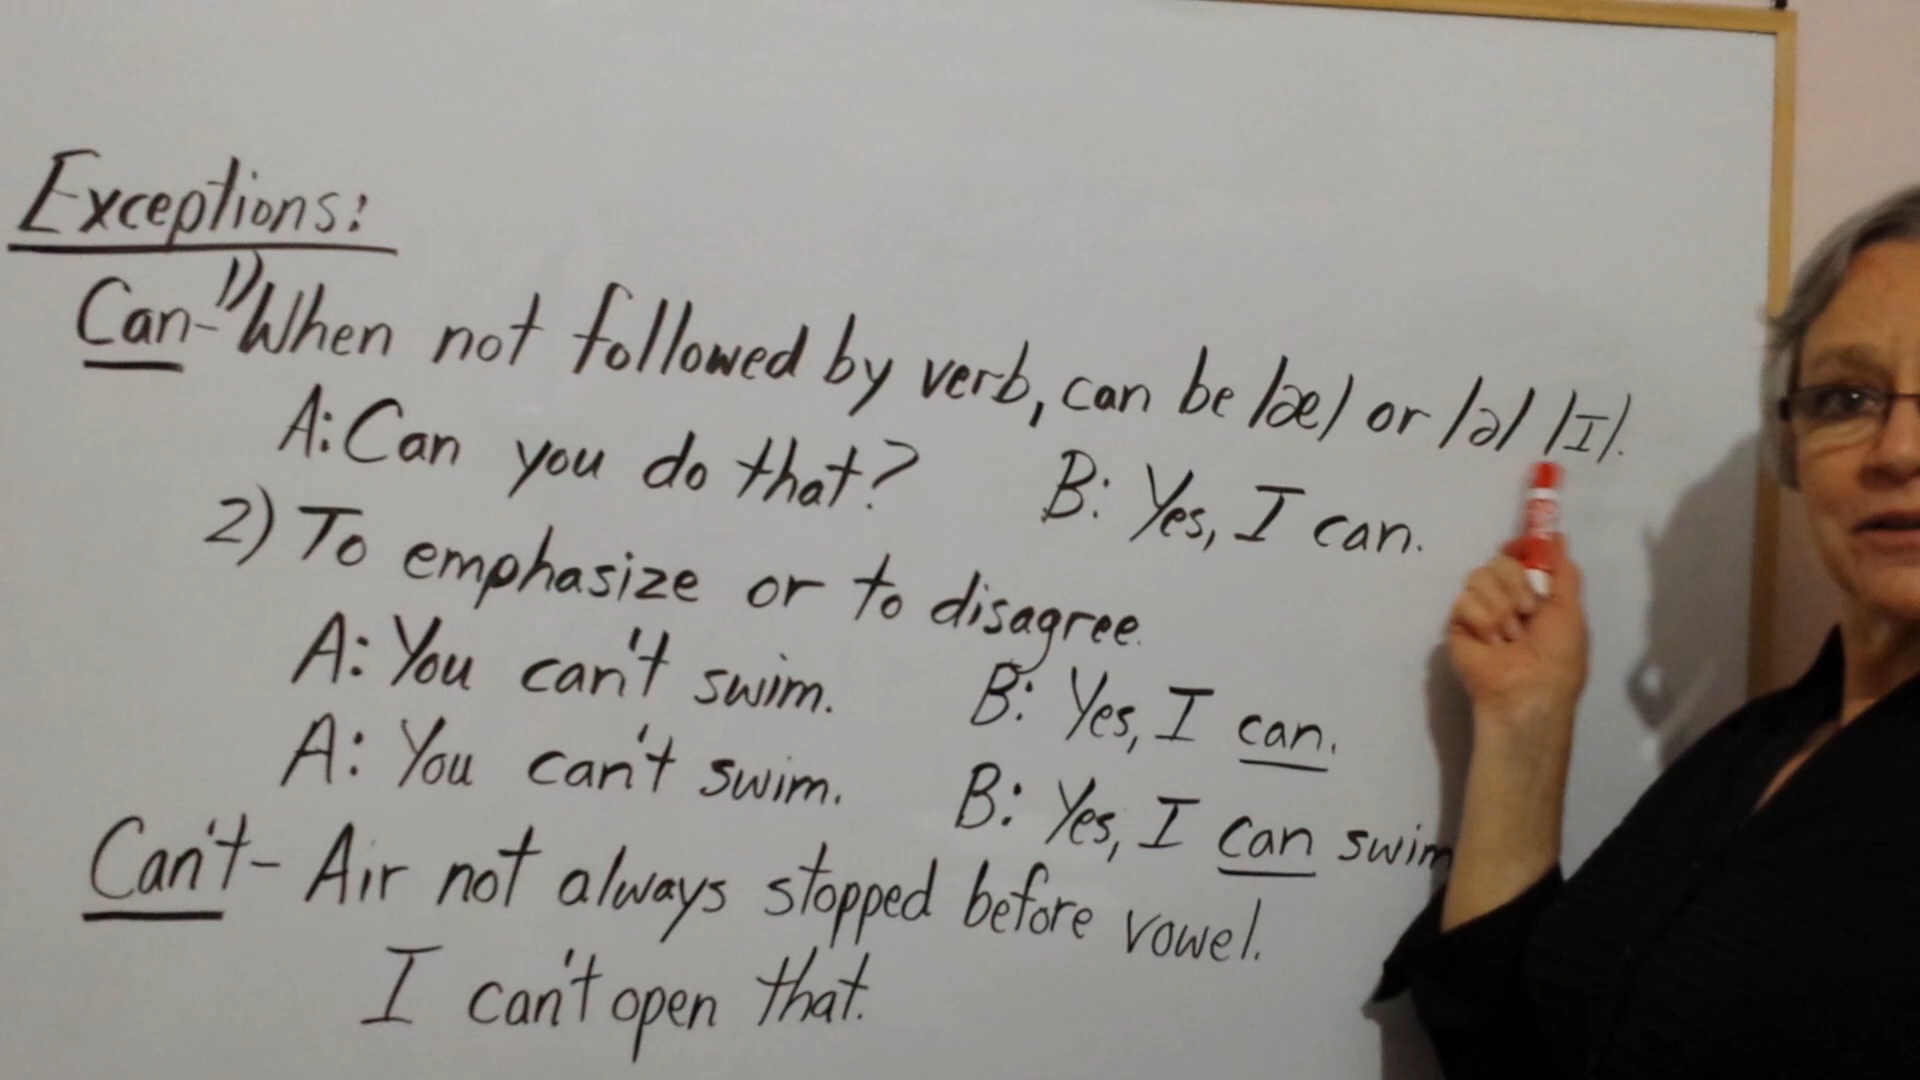 Exceptions:
Can - 1) When not followed by verb, can be /æ/ or /ə/ /I/.
A: Can you do that? B: Yes, I can.
2) To emphasize or to disagree.
A: You can't swim. B: Yes, I can.
A: You can't swim. B: Yes, I can swim
Can't - Air not always stopped before vowel.
I can't open that.